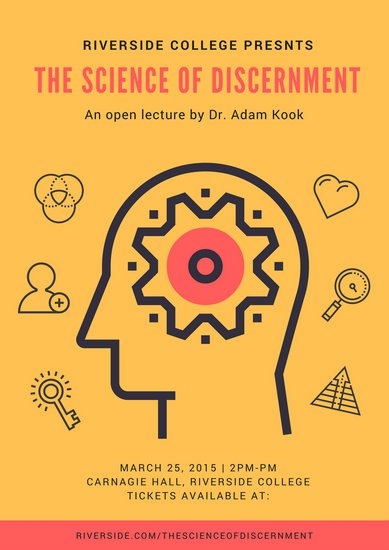 RIVERSIDE COLLEGE PRESNTS
THE SCIENCE OF DISCERNMENT
An open lecture by Dr. Adam Kook
MARCH 25, 2015 | 2PM-PM
CARNAGIE HALL, RIVERSIDE COLLEGE
TICKETS AVAILABLE AT:
RIVERSIDE.COM/THESCIENCEOFDISCERNMENT